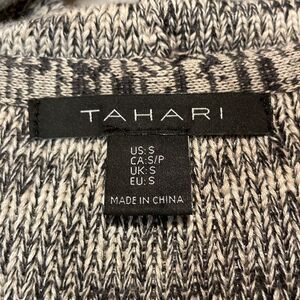 TAHARI
US: S
CA: S/P
UK: S
EU: S
MADE IN CHINA